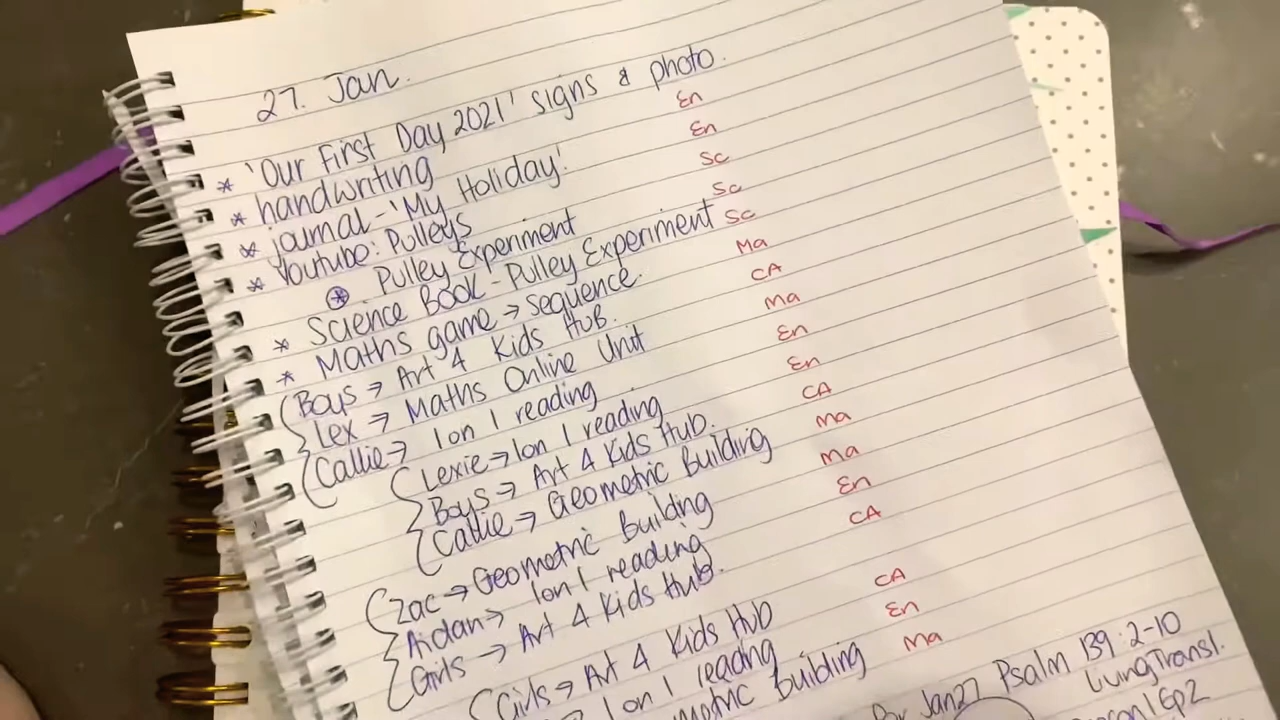 27. Jan.
* 'Our First Day 2021' signs & photo.
* handwriting En
* journal - 'My Holiday!' En
* Youtube: Pulleys Sc
* Pulley Experiment Sc
* Science Book - Pulley Experiment Sc
* Maths game → sequence. Ma
Boys → Art 4 Kids Hub. CA
Lex → Maths Online Unit Ma
Callie → 1on1 reading En
Lexie → 1on1 reading En
Boys → Art 4 Kids Hub. CA
Callie → Geometric Building Ma
Zac → Geometric Building Ma
Aidan → 1on1 reading En
Girls → Art 4 Kids Hub. CA
Girls → Art 4 Kids Hub CA
1on1 reading En
Building Ma
Jan 27 Psalm 139:2-10
Living Transl.
Ep2